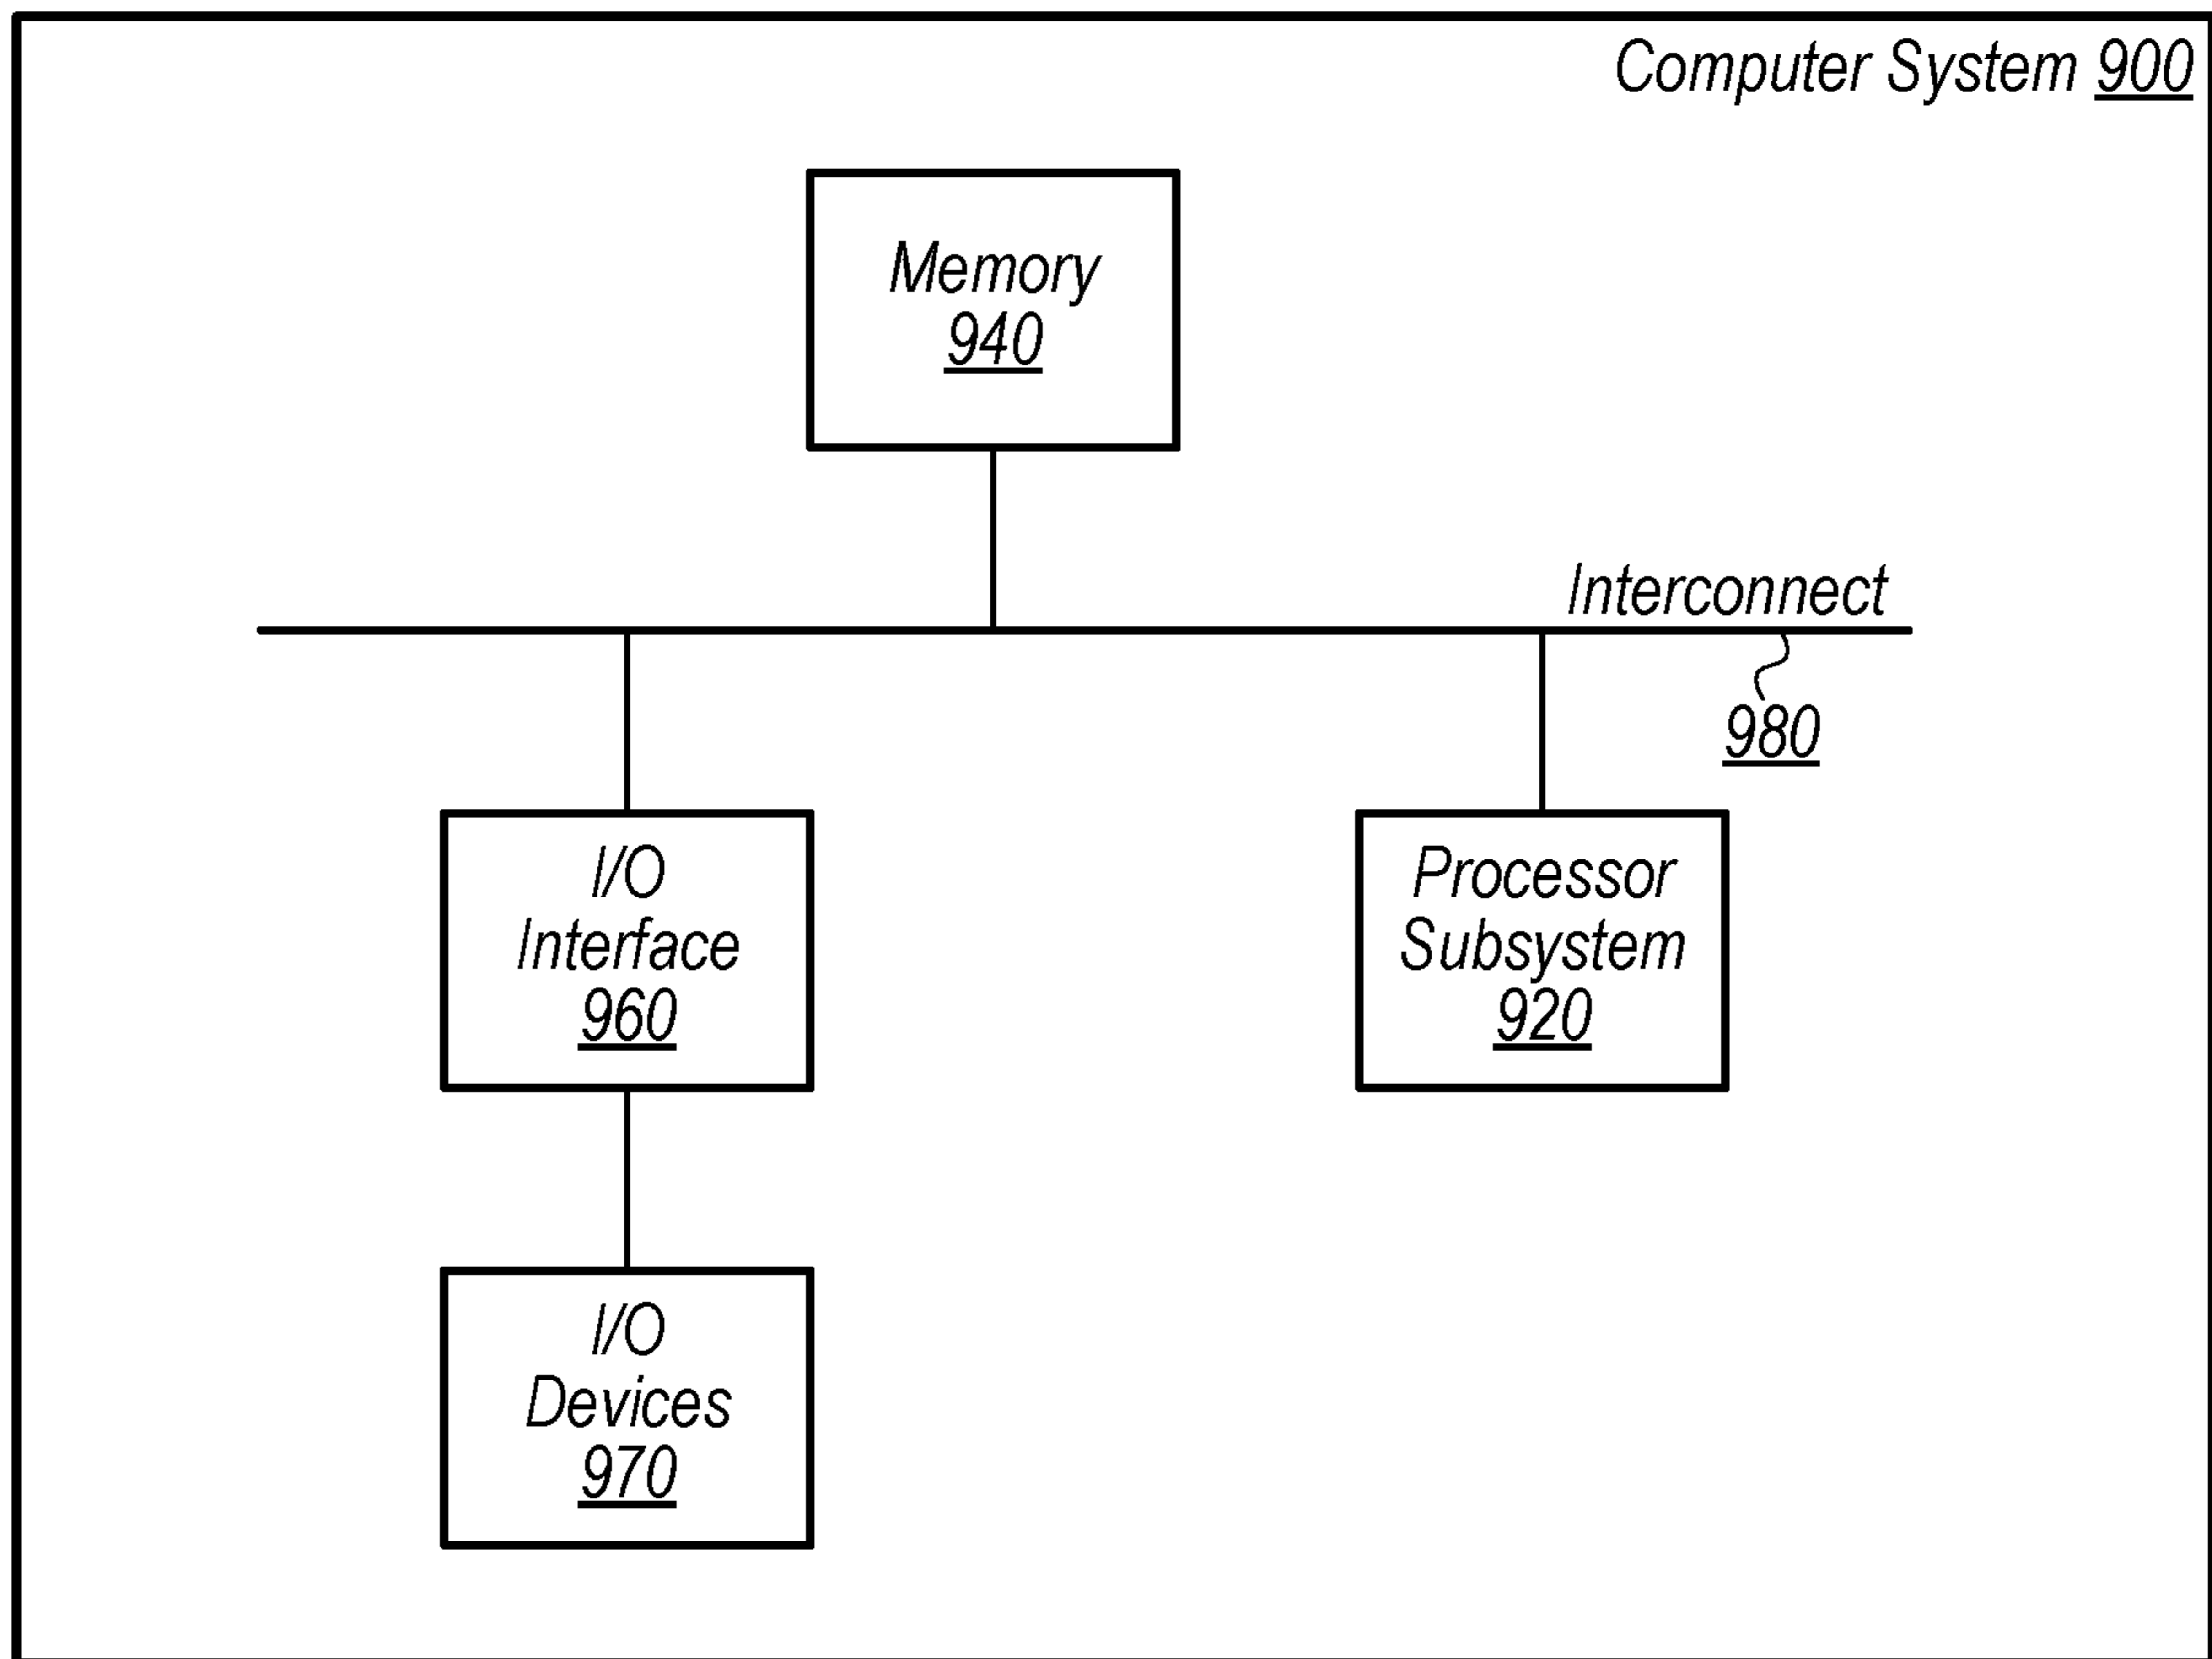 Computer System 900
Memory
940
Interconnect
980
I/O
Interface
960
Processor
Subsystem
920
I/O
Devices
970